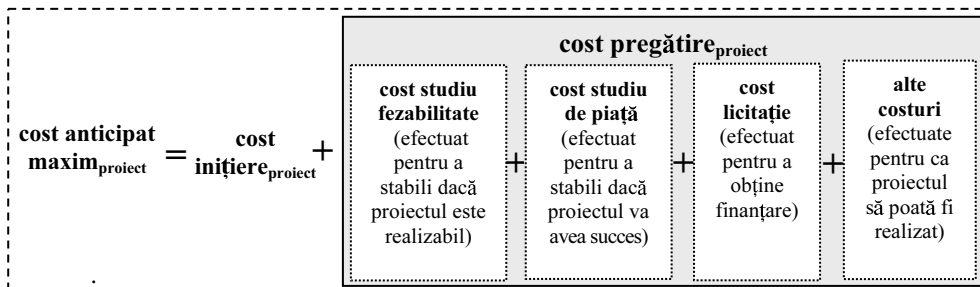 cost pregătire proiect
cost anticipat
maxim proiect
=
cost
inițiere proiect
+
cost studiu
fezabilitate
(efectuat
pentru a
stabili dacă
proiectul este
realizabil)
+
cost studiu
de piață
(efectuat
pentru a
stabili dacă
proiectul va
avea succes)
+
cost
licitație
(efectuat
pentru a
obține
finanțare)
+
alte
costuri
(efectuate
pentru ca
proiectul
să poată fi
realizat)
.